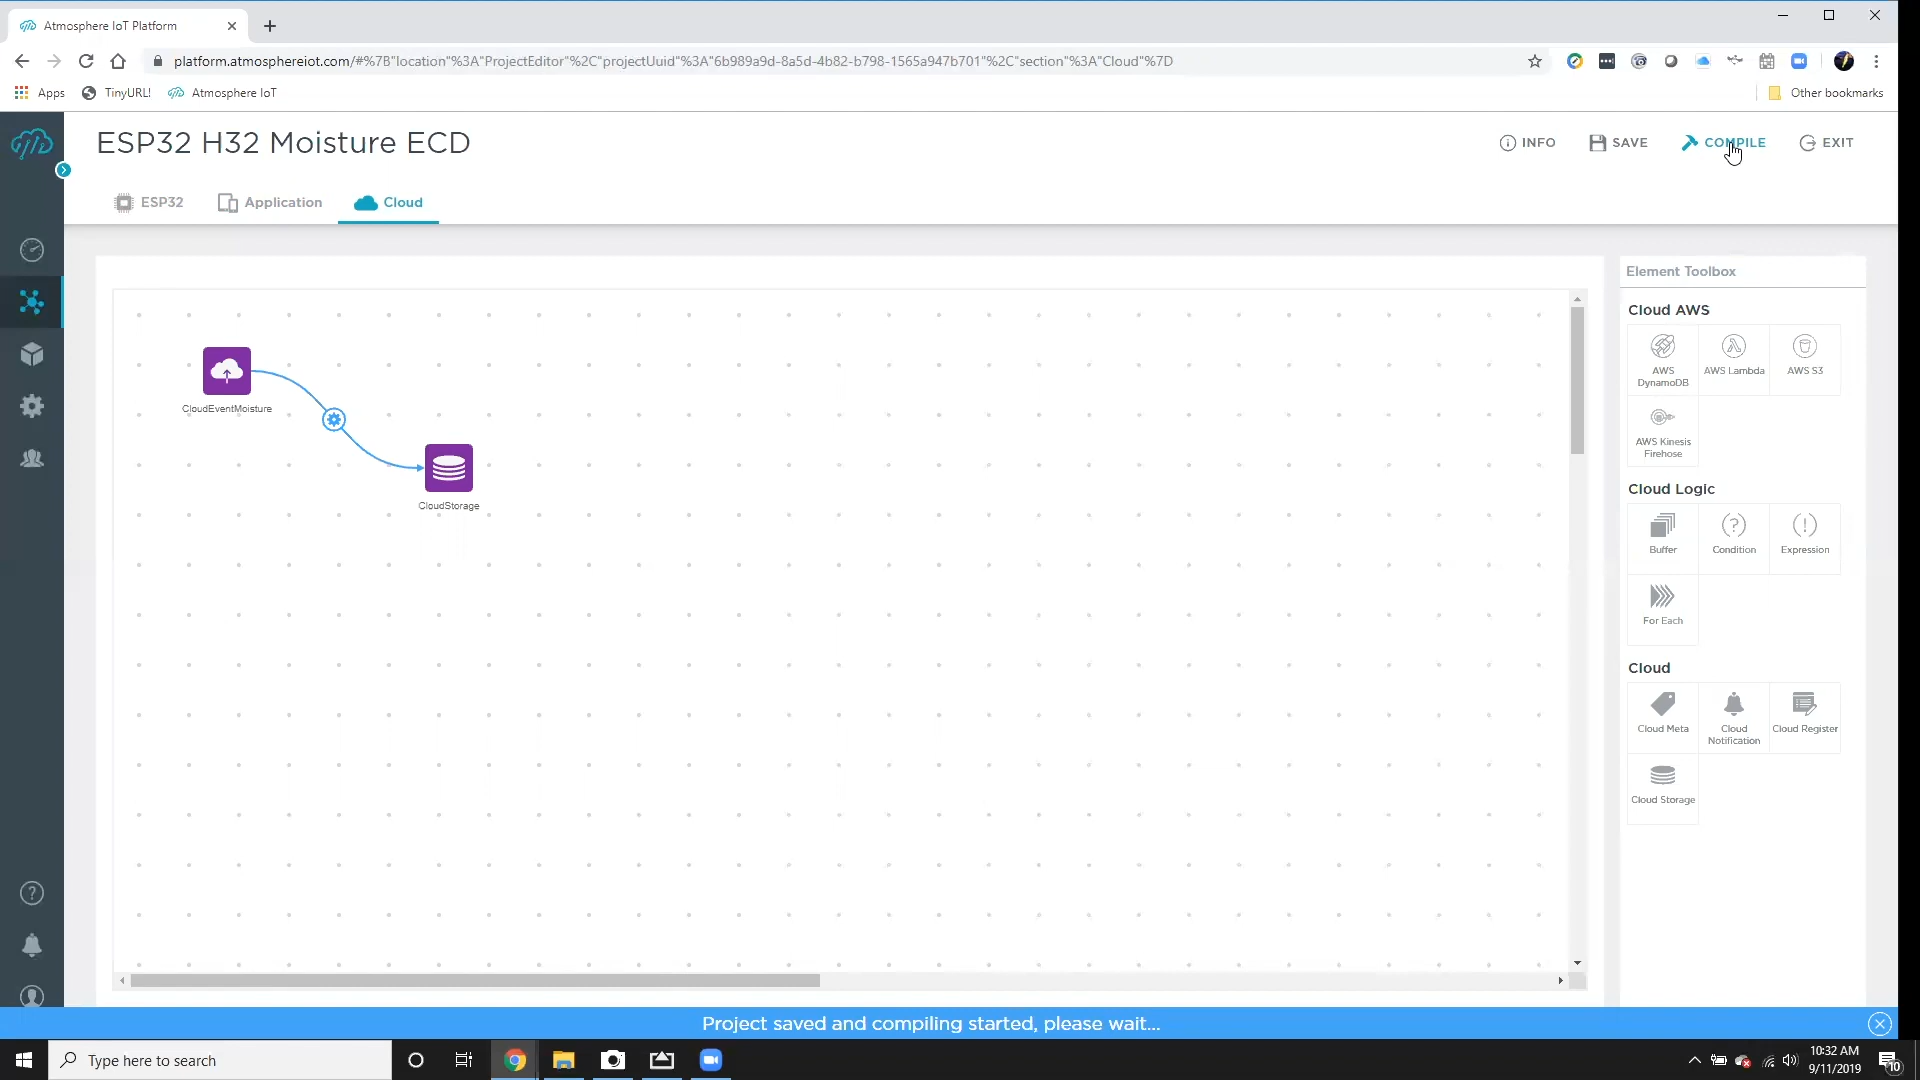 Atmosphere IoT Platform
platform.atmosphereiot.com/#%7B"location"%3A"ProjectEditor"%2C"projectUuid"%3A"6b989a9d-8a5d-4b82-b798-1565a947b701"%2C"section"%3A"Cloud"%7D
Apps
TinyURL!
Atmosphere IoT
Other bookmarks
ESP32 H32 Moisture ECD
INFO
SAVE
COMPILE
EXIT
ESP32
Application
Cloud
Element Toolbox
Cloud AWS
AWS
DynamoDB
AWS Lambda
AWS S3
AWS Kinesis
Firehose
Cloud Logic
Buffer
Condition
Expression
For Each
Cloud
Cloud Meta
Cloud
Notification
Cloud Register
Cloud Storage
CloudEventMoisture
CloudStorage
Project saved and compiling started, please wait...
Type here to search
10:32 AM
9/11/2019
10